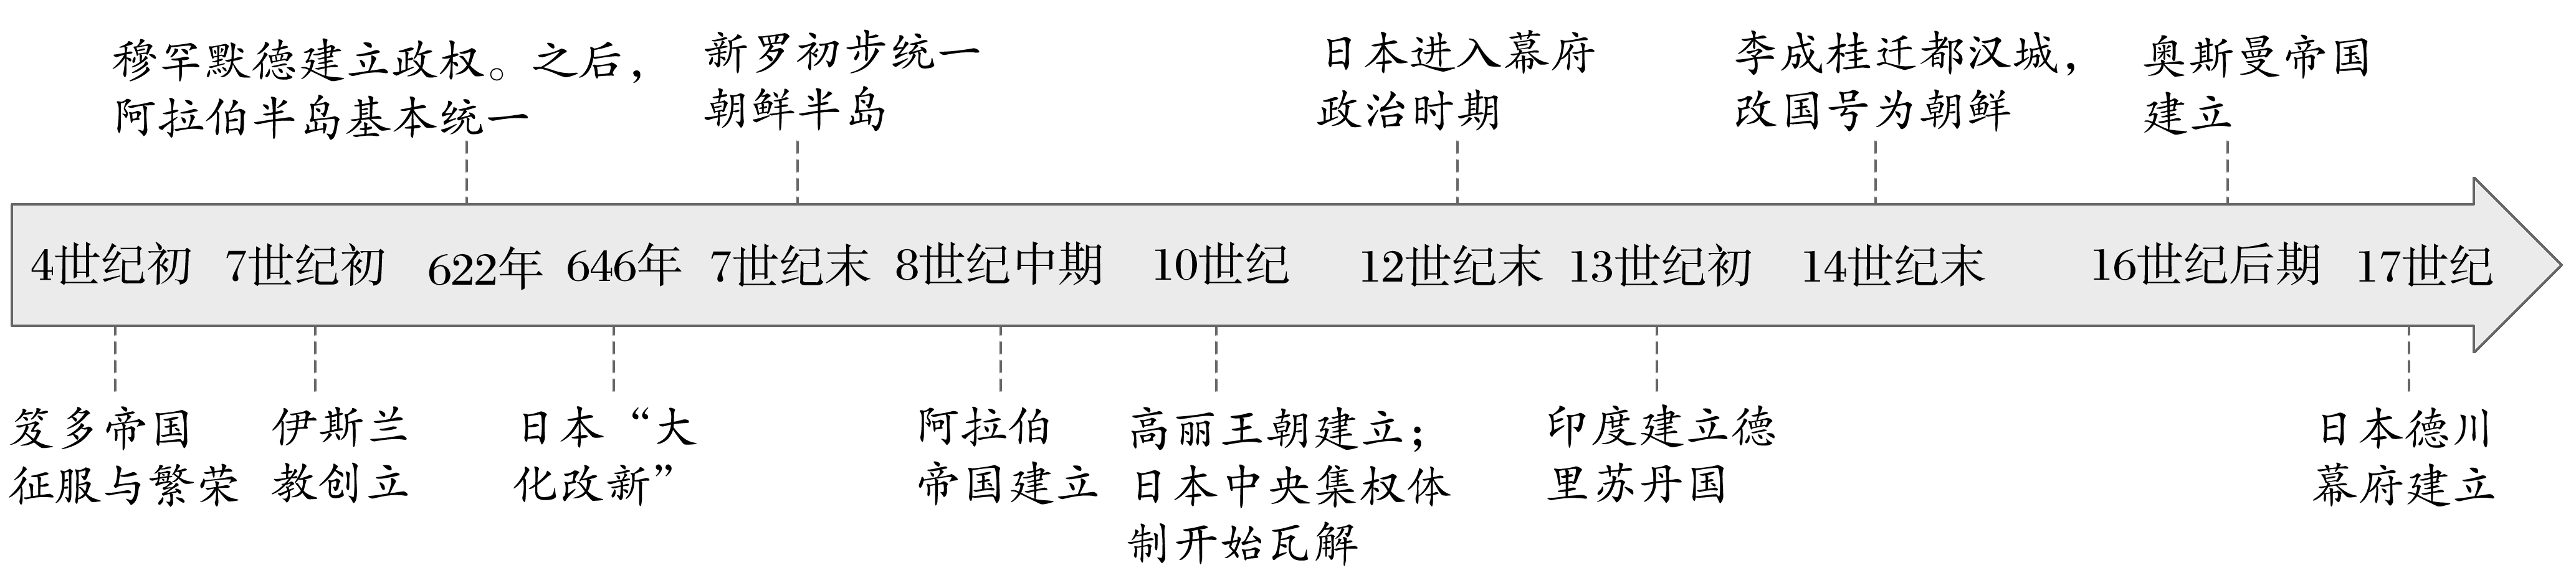 穆罕默德建立政权。之后，
阿拉伯半岛基本统一
新罗初步统一
朝鲜半岛
日本进入幕府
政治时期
李成桂迁都汉城，
改国号为朝鲜
奥斯曼帝国
建立
4世纪初
7世纪初
622年
646年
7世纪末
8世纪中期
10世纪
12世纪末
13世纪初
14世纪末
16世纪后期
17世纪
笈多帝国
征服与繁荣
伊斯兰
教创立
日本“大
化改新”
阿拉伯
帝国建立
高丽王朝建立；
日本中央集权体
制开始瓦解
印度建立德
里苏丹国
日本德川
幕府建立